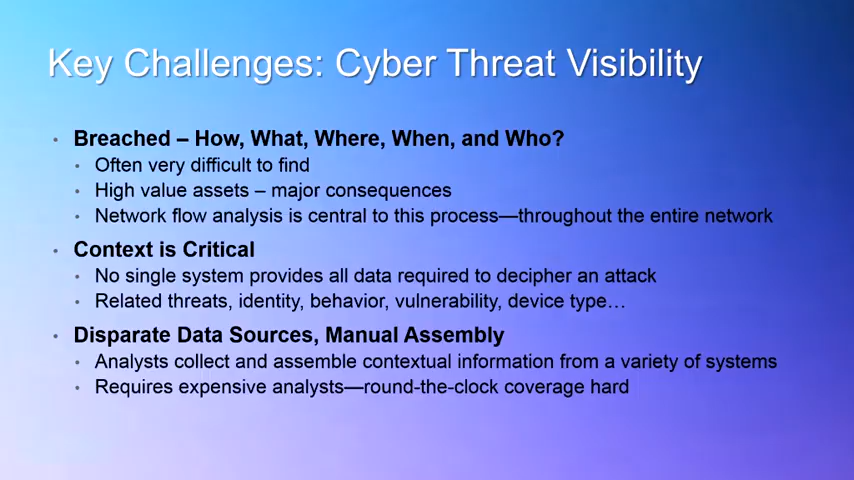 Key Challenges: Cyber Threat Visibility
• Breached – How, What, Where, When, and Who?
• Often very difficult to find
• High value assets – major consequences
• Network flow analysis is central to this process—throughout the entire network
• Context is Critical
• No single system provides all data required to decipher an attack
• Related threats, identity, behavior, vulnerability, device type…
• Disparate Data Sources, Manual Assembly
• Analysts collect and assemble contextual information from a variety of systems
• Requires expensive analysts—round-the-clock coverage hard